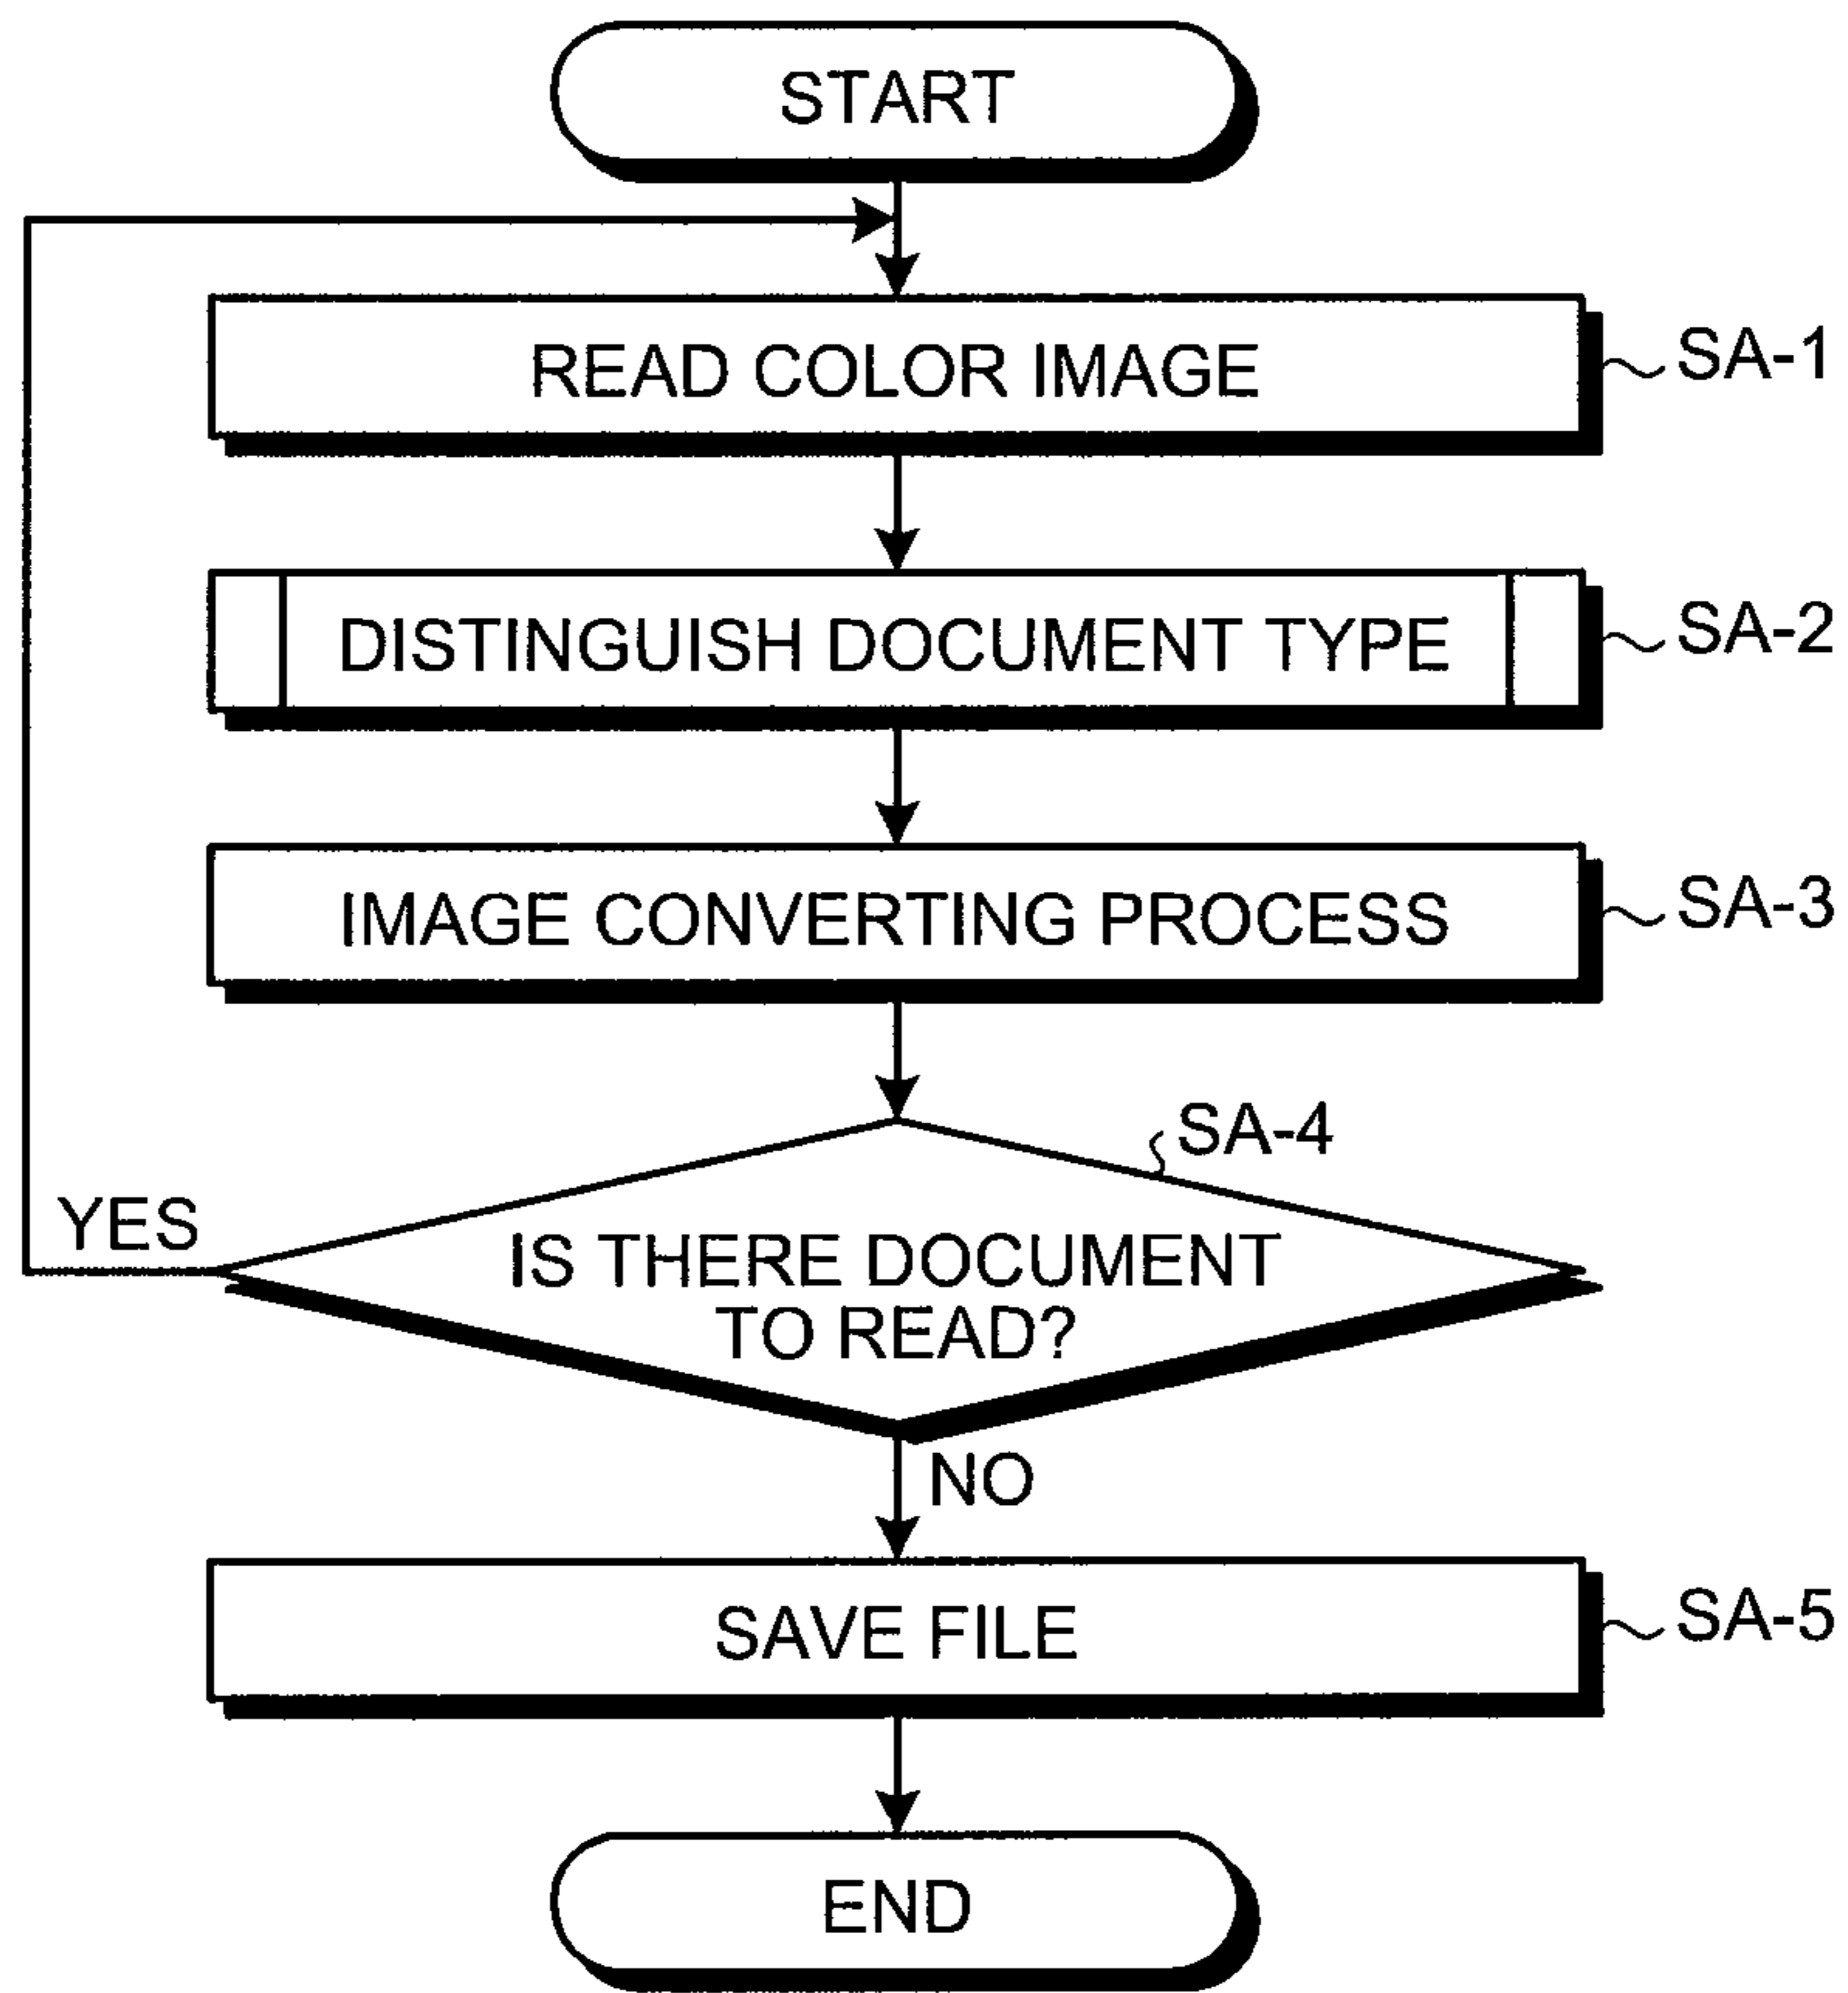 START
READ COLOR IMAGE
SA-1
DISTINGUISH DOCUMENT TYPE
SA-2
IMAGE CONVERTING PROCESS
SA-3
SA-4
YES
IS THERE DOCUMENT
TO READ?
NO
SAVE FILE
SA-5
END